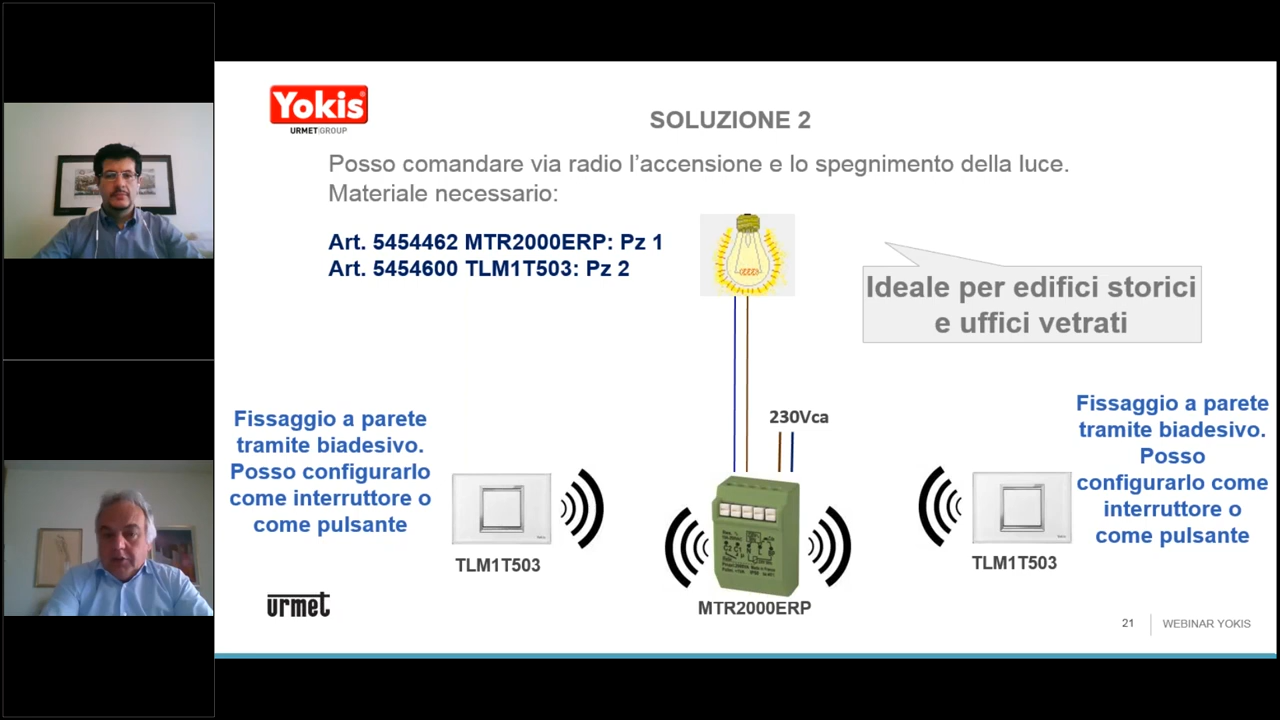 Yokis
URMET GROUP
SOLUZIONE 2
Posso comandare via radio l'accensione e lo spegnimento della luce.
Materiale necessario:
Art. 5454462 MTR2000ERP: Pz 1
Art. 5454600 TLM1T503: Pz 2
Ideale per edifici storici
e uffici vetrati
230Vca
Fissaggio a parete
tramite biadesivo.
Posso configurarlo
come interruttore o
come pulsante
TLM1T503
MTR2000ERP
Fissaggio a parete
tramite biadesivo.
Posso
configurarlo come
interruttore o
come pulsante
TLM1T503
urmet
21
WEBINAR YOKIS